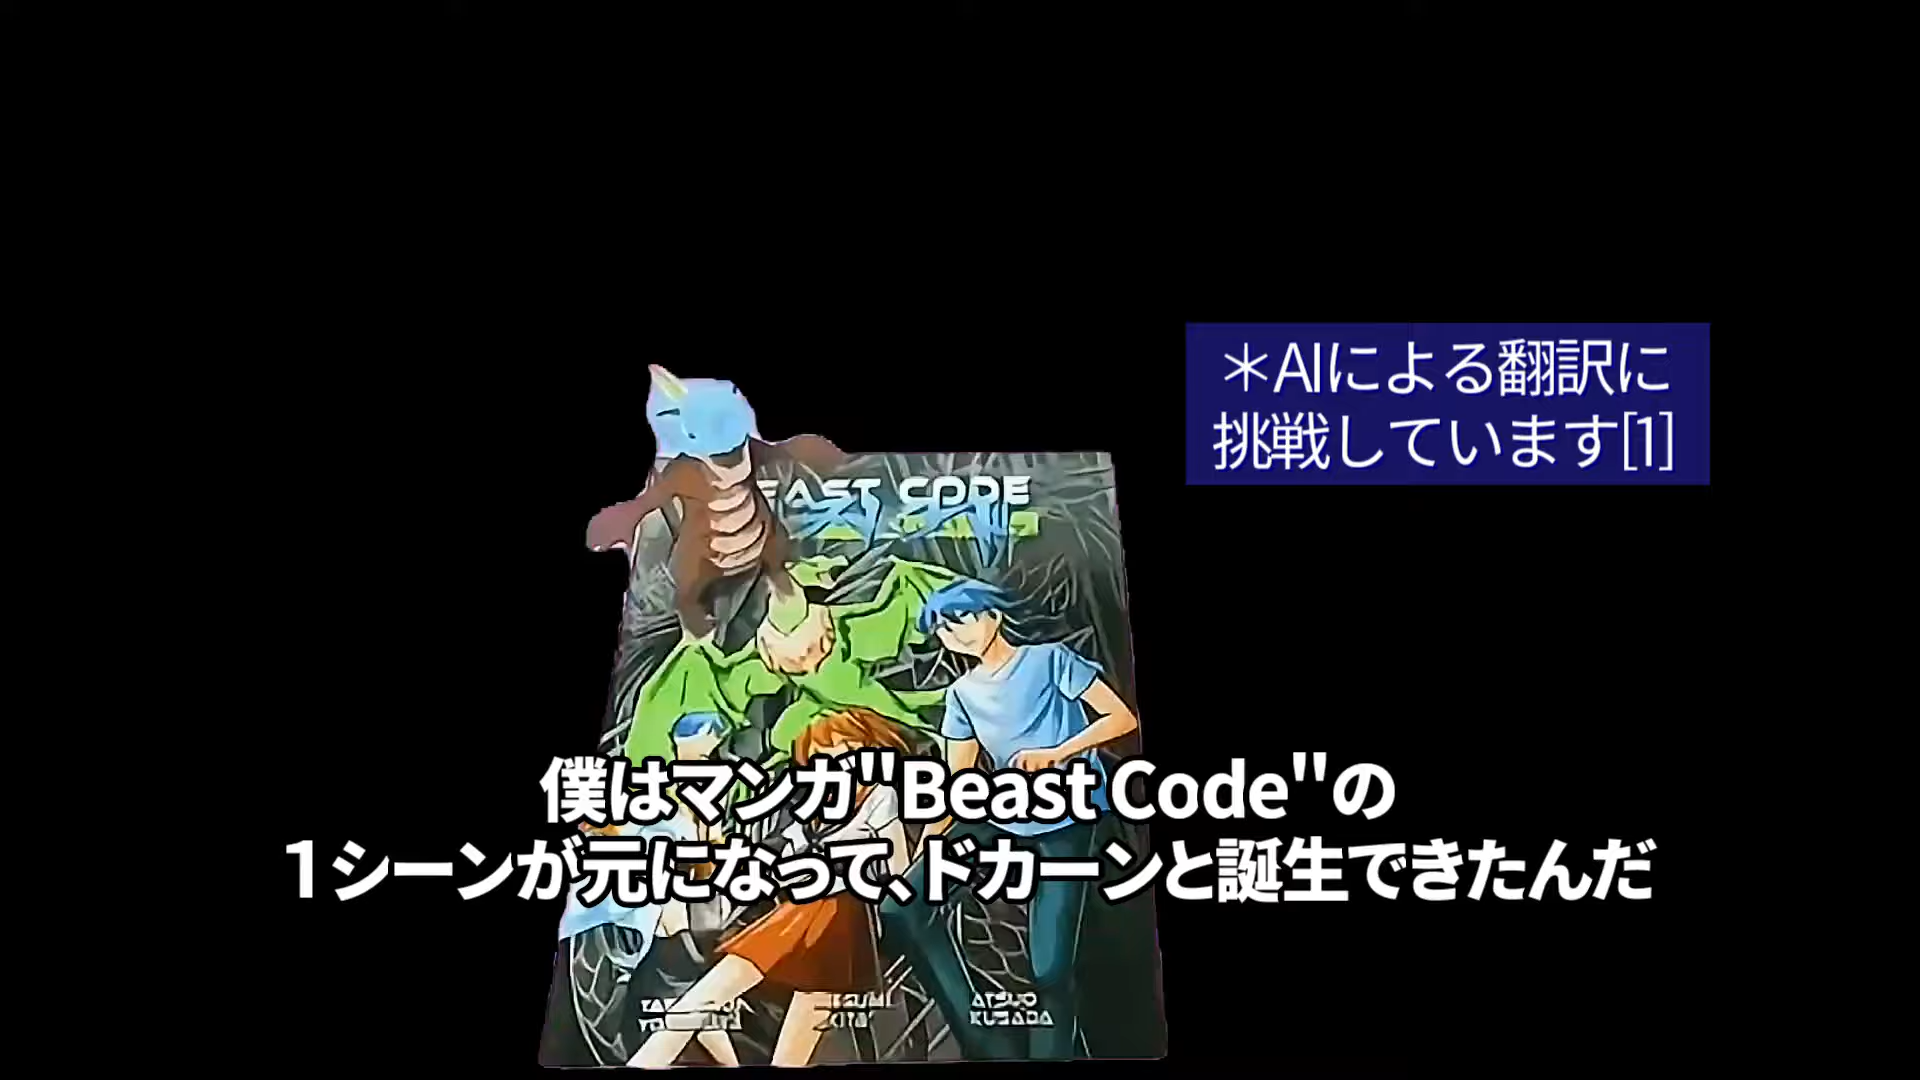 ＊AIによる翻訳に
挑戦しています[1]
EAST CODE
僕はマンガ"Beast Code"の
1シーンが元になって､ドカーンと誕生できたんだ
ATSUO
KUMADA